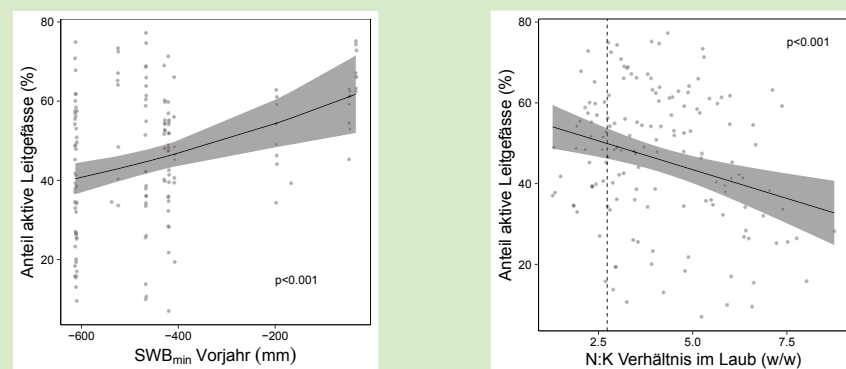 Anteil aktive Leitgefässe (%)
80
60
40
20
p<0.001
−600
−400
−200
0
SWBmin Vorjahr (mm)
Anteil aktive Leitgefässe (%)
80
60
40
20
p<0.001
2.5
5.0
7.5
N:K Verhältnis im Laub (w/w)